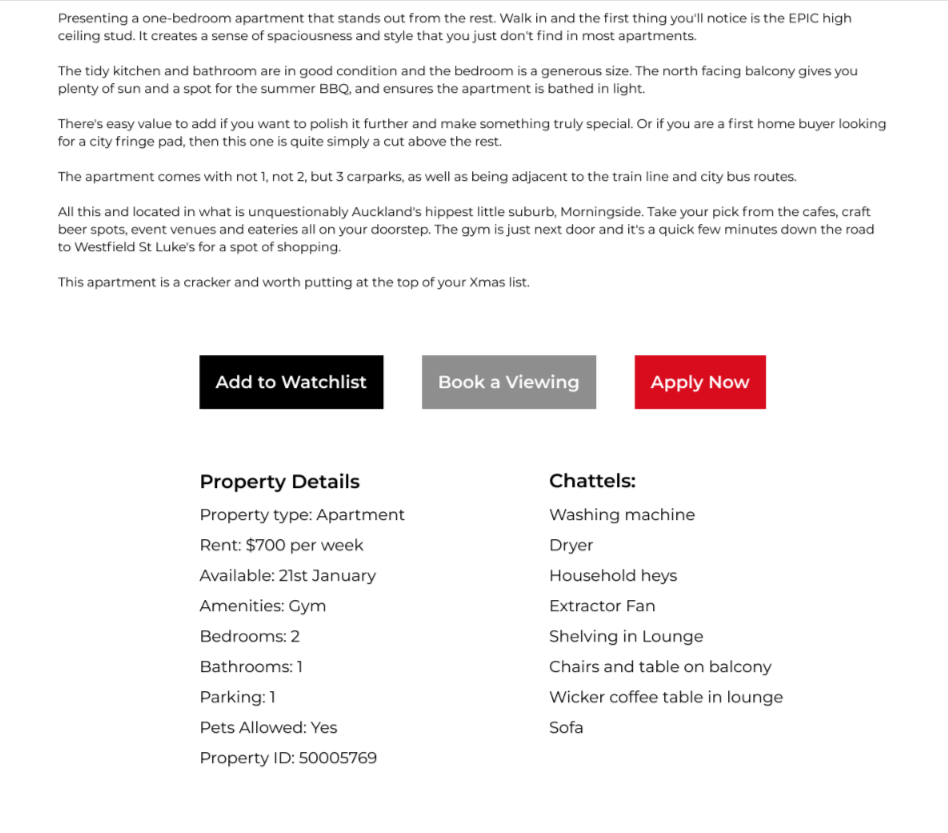 Presenting a one-bedroom apartment that stands out from the rest. Walk in and the first thing you'll notice is the EPIC high
ceiling stud. It creates a sense of spaciousness and style that you just don't find in most apartments.
The tidy kitchen and bathroom are in good condition and the bedroom is a generous size. The north facing balcony gives you
plenty of sun and a spot for the summer BBQ, and ensures the apartment is bathed in light.
There's easy value to add if you want to polish it further and make something truly special. Or if you are a first home buyer looking
for a city fringe pad, then this one is quite simply a cut above the rest.
The apartment comes with not 1, not 2, but 3 carparks, as well as being adjacent to the train line and city bus routes.
All this and located in what is unquestionably Auckland's hippest little suburb, Morningside. Take your pick from the cafes, craft
beer spots, event venues and eateries all on your doorstep. The gym is just next door and it's a quick few minutes down the road
to Westfield St Luke's for a spot of shopping.
This apartment is a cracker and worth putting at the top of your Xmas list.
Add to Watchlist
Book a Viewing
Apply Now
Property Details
Property type: Apartment
Rent: $700 per week
Available: 21st January
Amenities: Gym
Bedrooms: 2
Bathrooms: 1
Parking: 1
Pets Allowed: Yes
Property ID: 50005769
Chattels:
Washing machine
Dryer
Household heys
Extractor Fan
Shelving in Lounge
Chairs and table on balcony
Wicker coffee table in lounge
Sofa